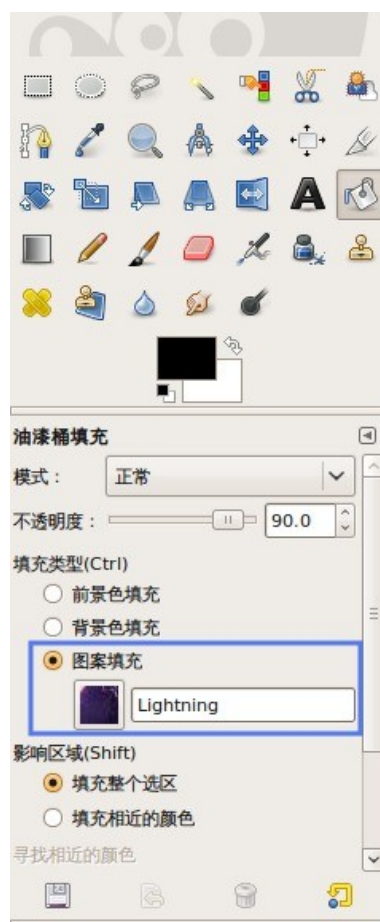 油漆桶填充
模式：
正常
不透明度：
90.0
填充类型(Ctrl)
前景色填充
背景色填充
图案填充
Lightning
影响区域(Shift)
填充整个选区
填充相近的颜色
寻找相近的颜色